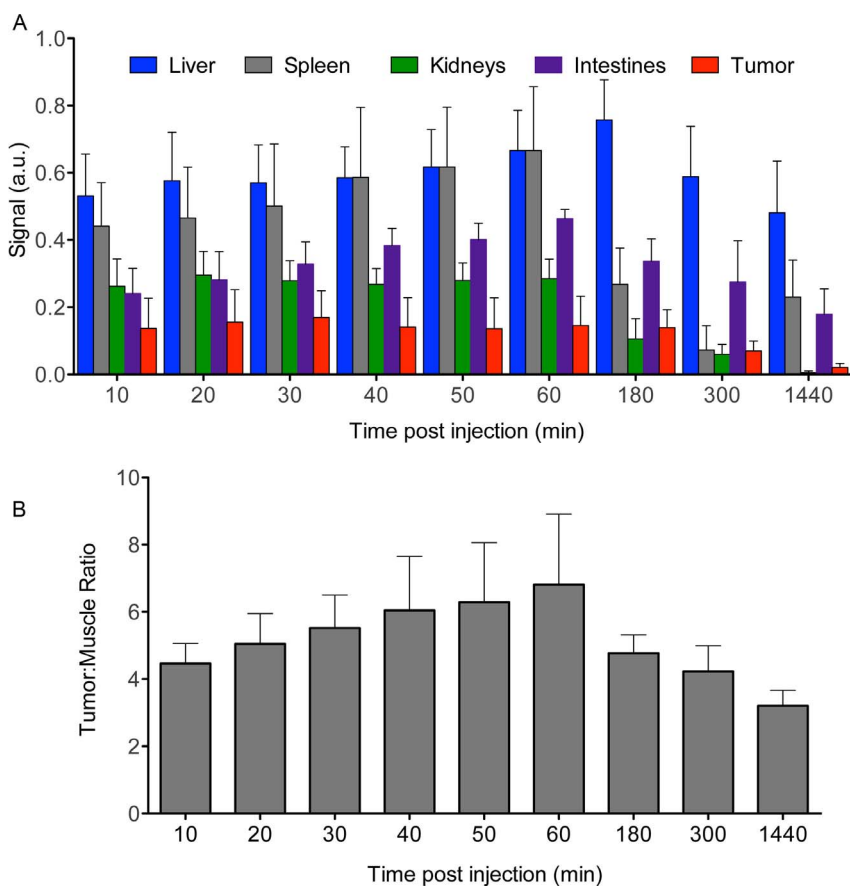 A
1.0
Liver Spleen Kidneys Intestines Tumor
0.8
0.6
0.4
0.2
0.0
Signal (a.u.)
10 20 30 40 50 60 180 300 1440
Time post injection (min)
B
10
8
6
4
2
0
Tumor:Muscle Ratio
10 20 30 40 50 60 180 300 1440
Time post injection (min)